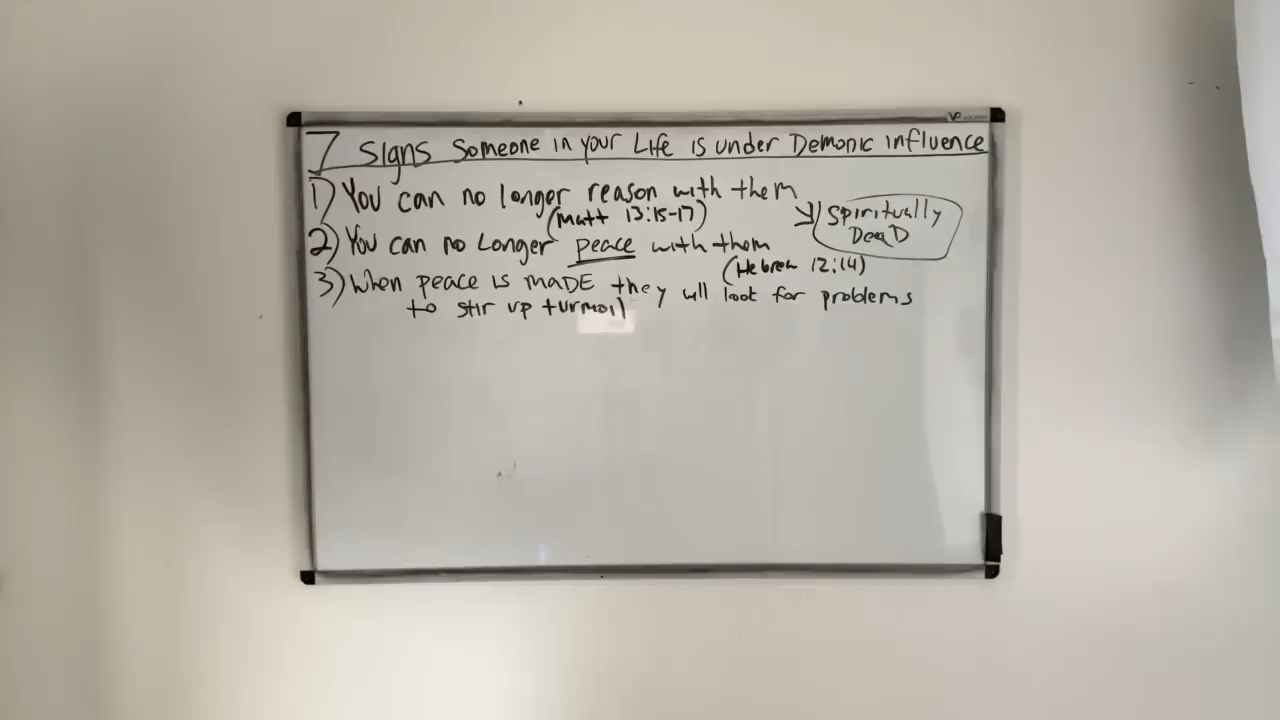 7 Signs Someone in your Life is under Demonic influence
1) You can no longer reason with them
(Matt 13:15-17)
Spiritually
DeaD
2) You can no Longer peace with them
(Hebrew 12:14)
3) When peace is maDE they will look for problems
to stir up turmoil